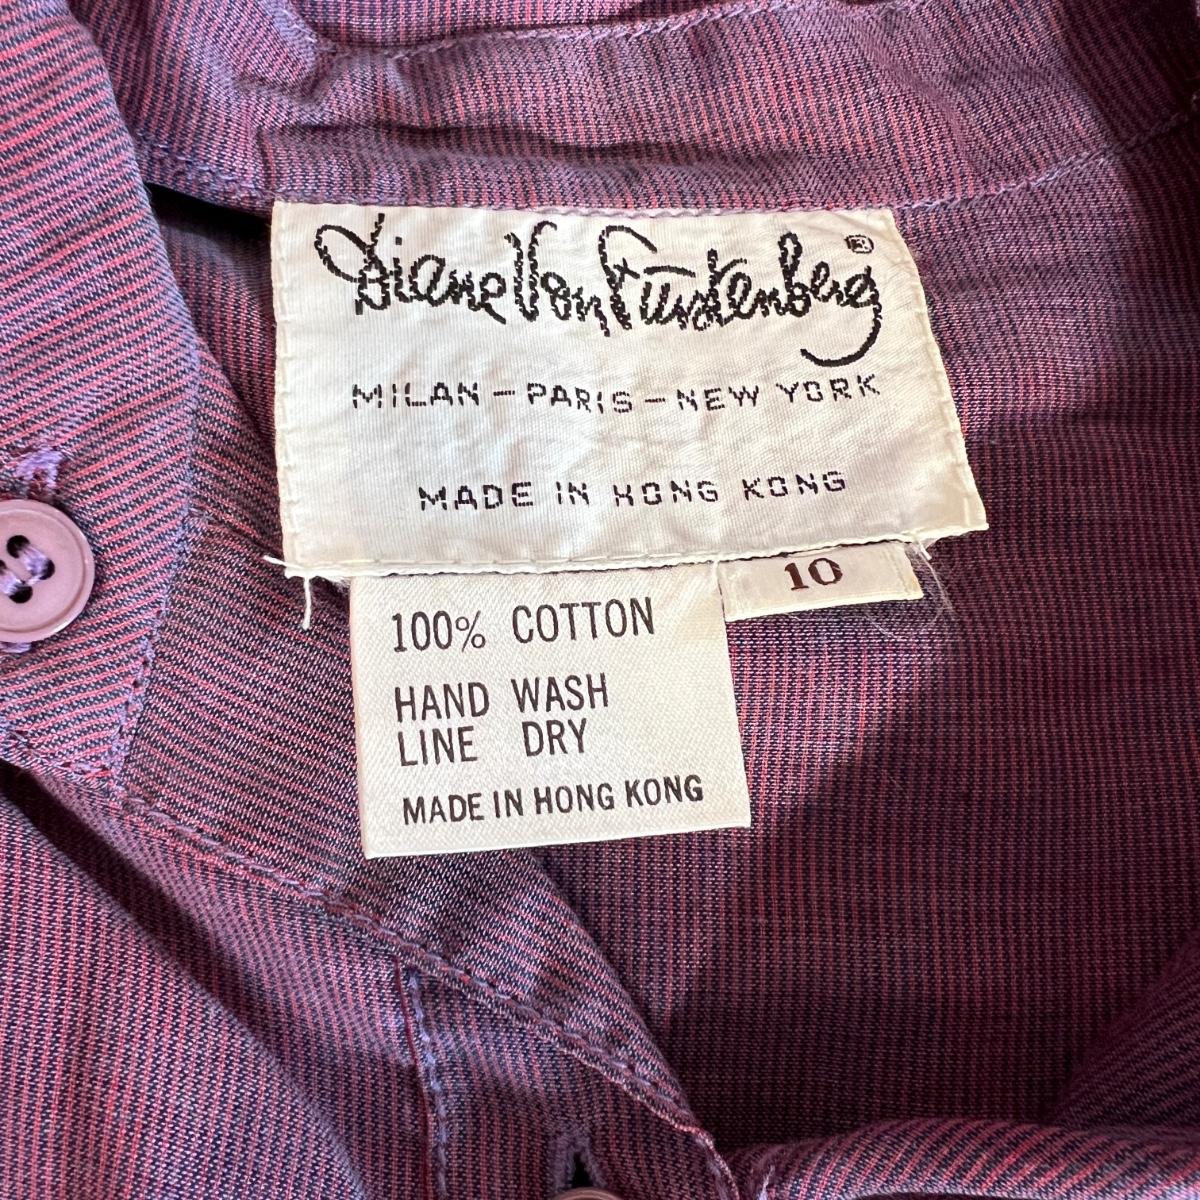 Diane Von Furstenberg ®
MILAN - PARIS - NEW YORK
MADE IN HONG KONG
10
100% COTTON
HAND WASH
LINE DRY
MADE IN HONG KONG